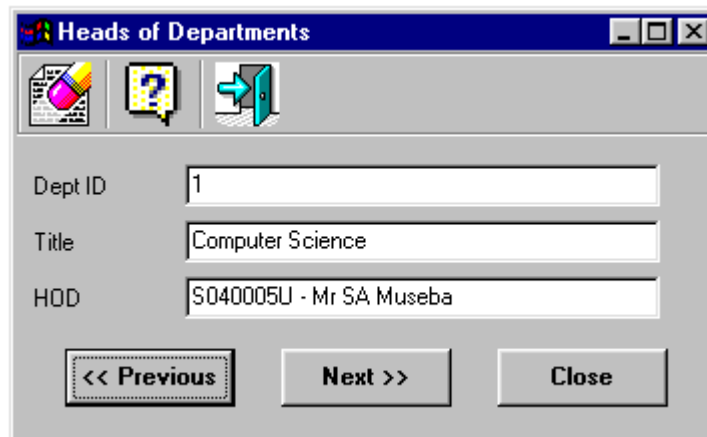 Heads of Departments
?
Dept ID 1
Title Computer Science
HOD S040005U - Mr SA Museba
<< Previous Next >> Close